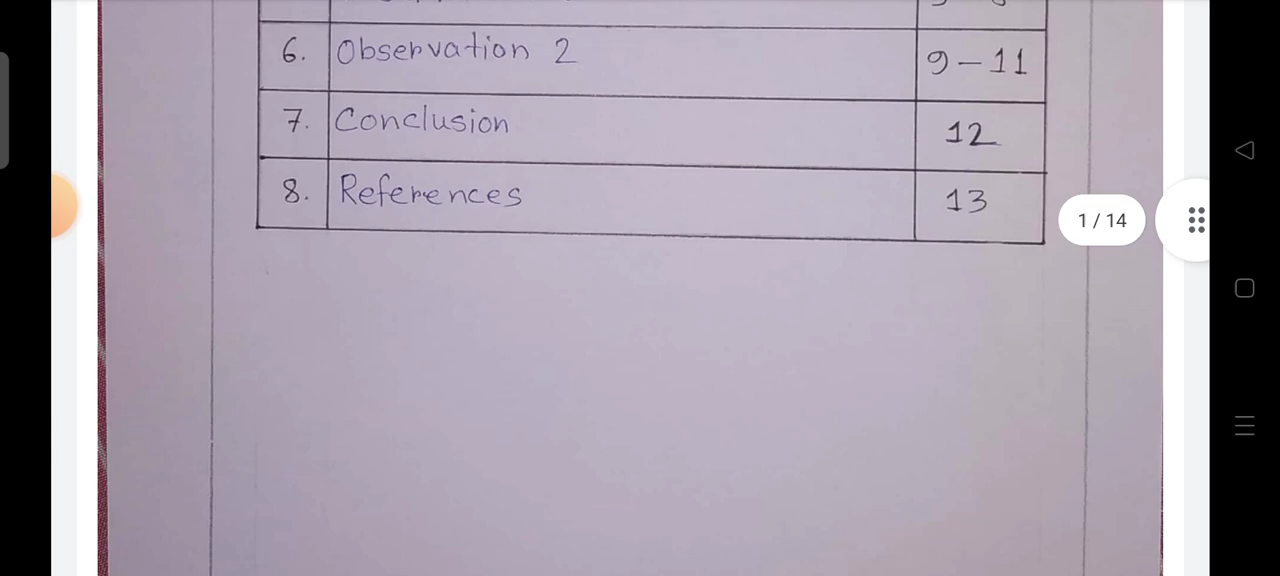 6. Observation 2 9-11
7. Conclusion 12
8. References 13
1 / 14